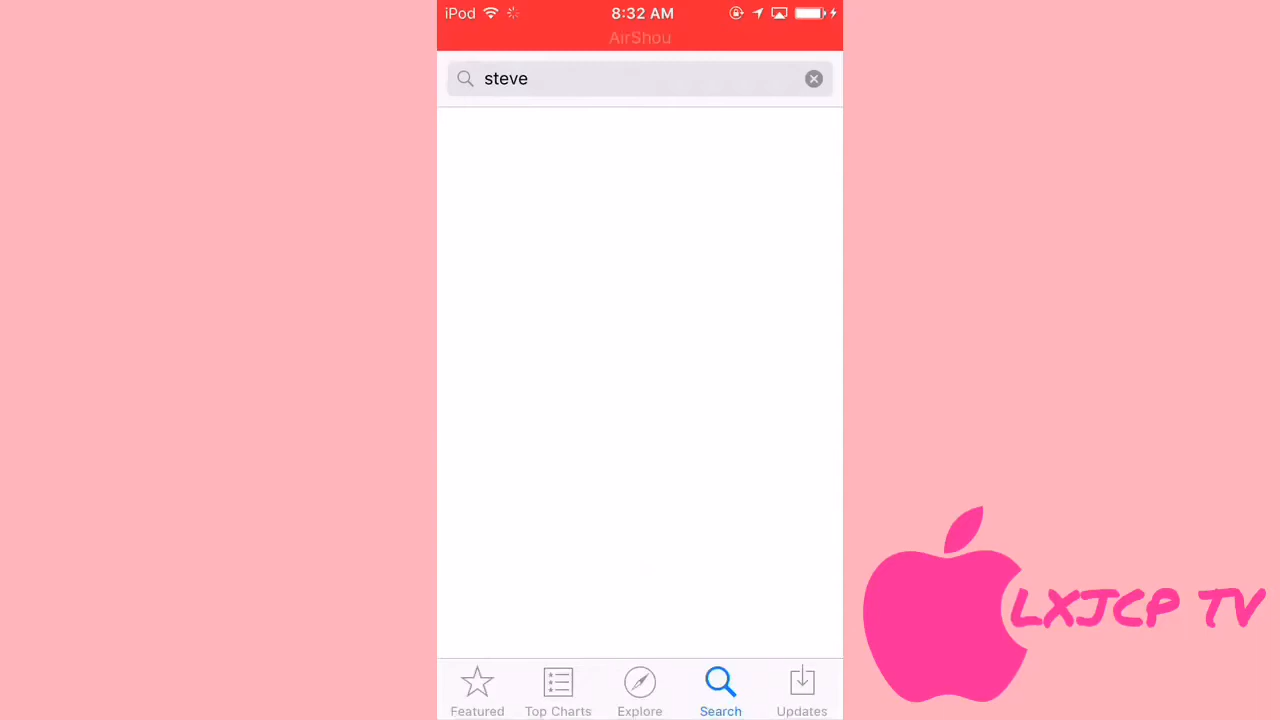 iPod 8:32 AM
AirShou
steve
LXJCP TV
Featured Top Charts Explore Search Updates